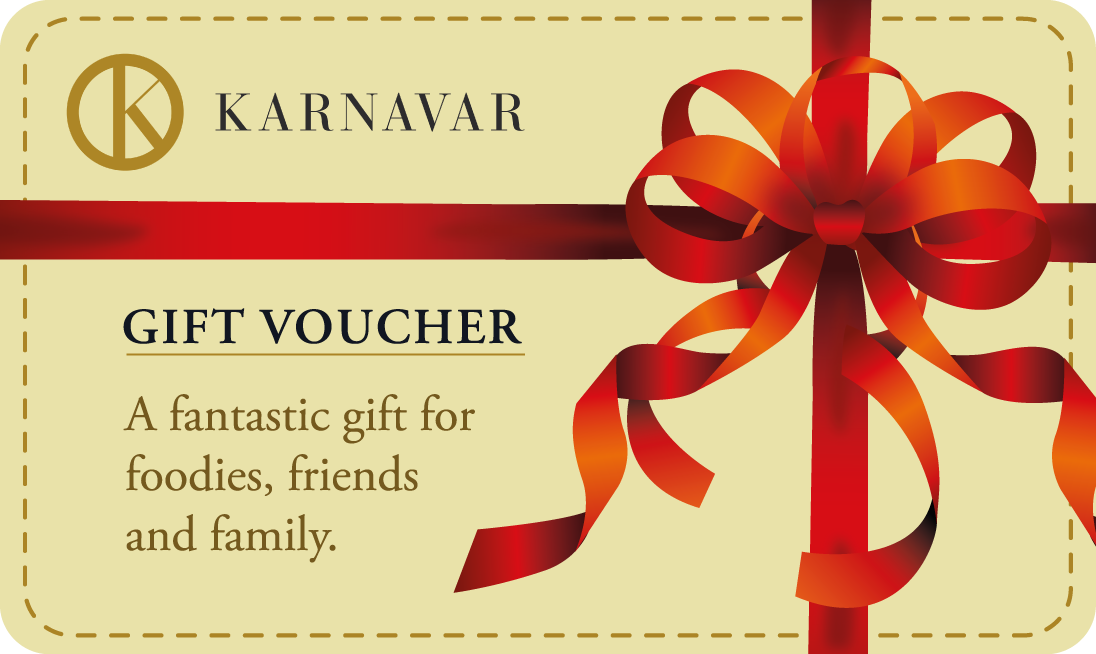 KARNAVAR
GIFT VOUCHER
A fantastic gift for
foodies, friends
and family.